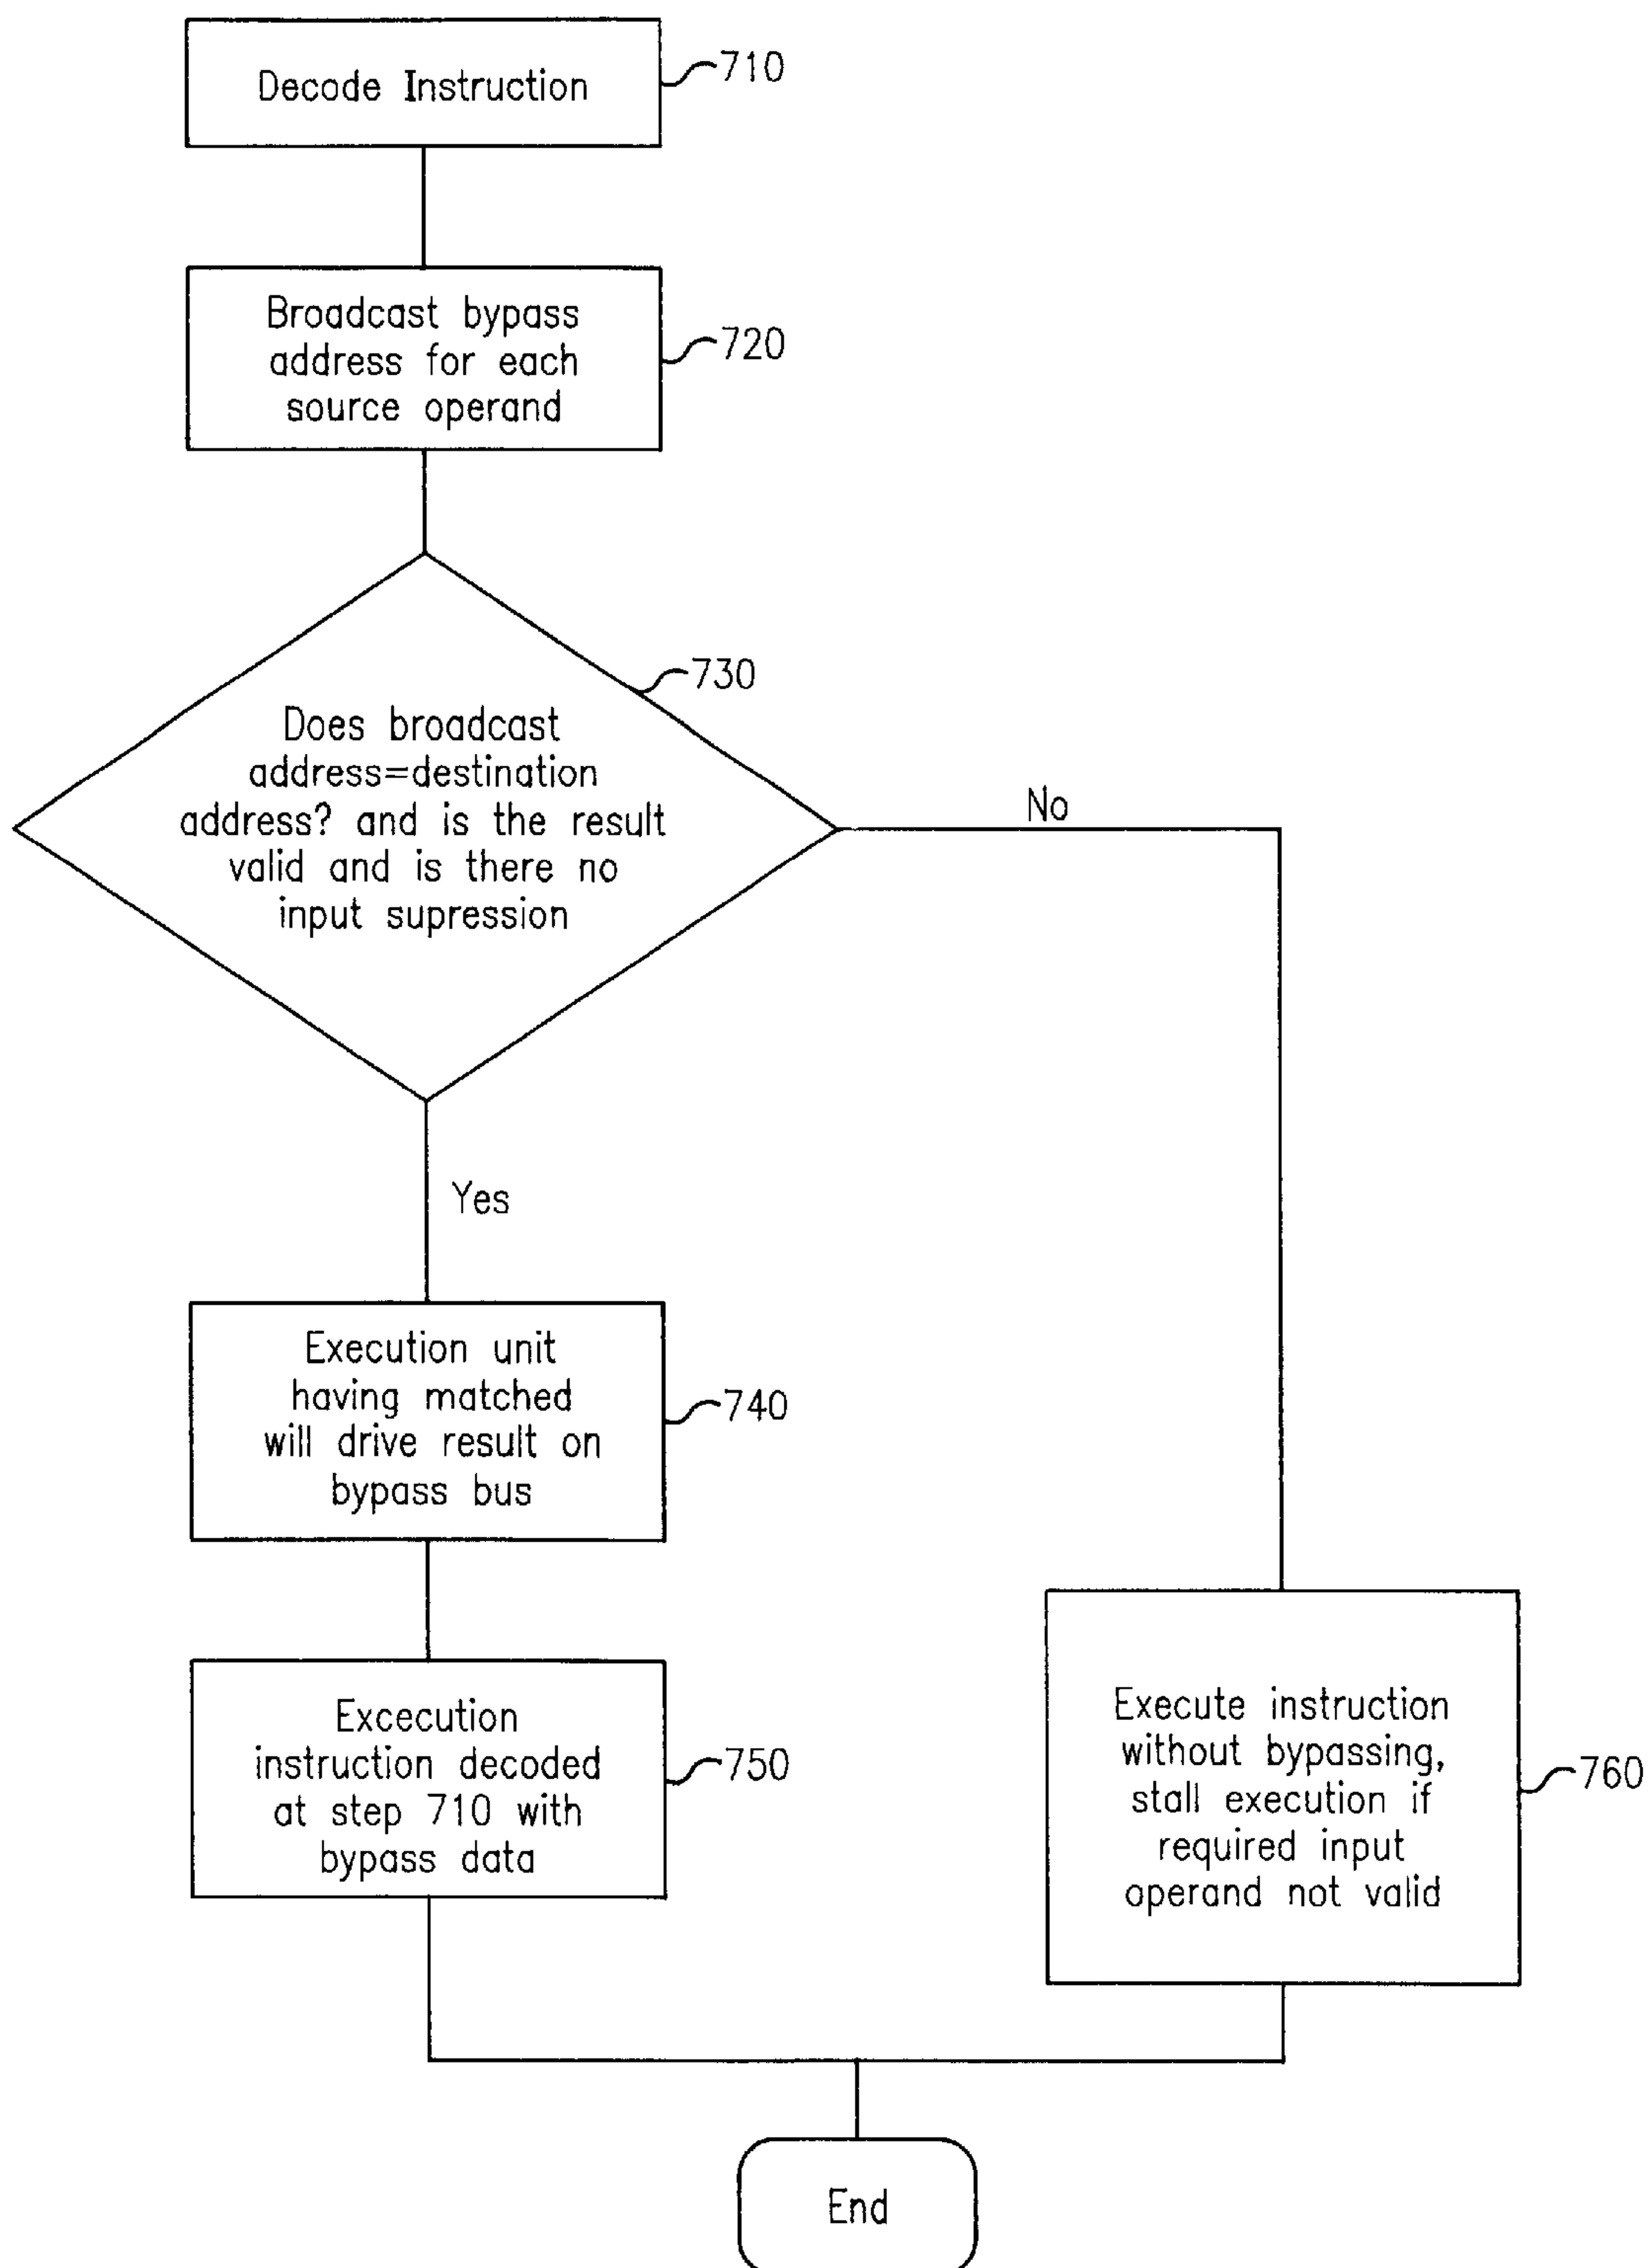 Decode Instruction
710
Broadcast bypass
address for each
source operand
720
730
Does broadcast
address=destination
address? and is the result
valid and is there no
input supression
No
Yes
Execution unit
having matched
will drive result on
bypass bus
740
Excecution
instruction decoded
at step 710 with
bypass data
750
Execute instruction
without bypassing,
stall execution if
required input
operand not valid
760
End